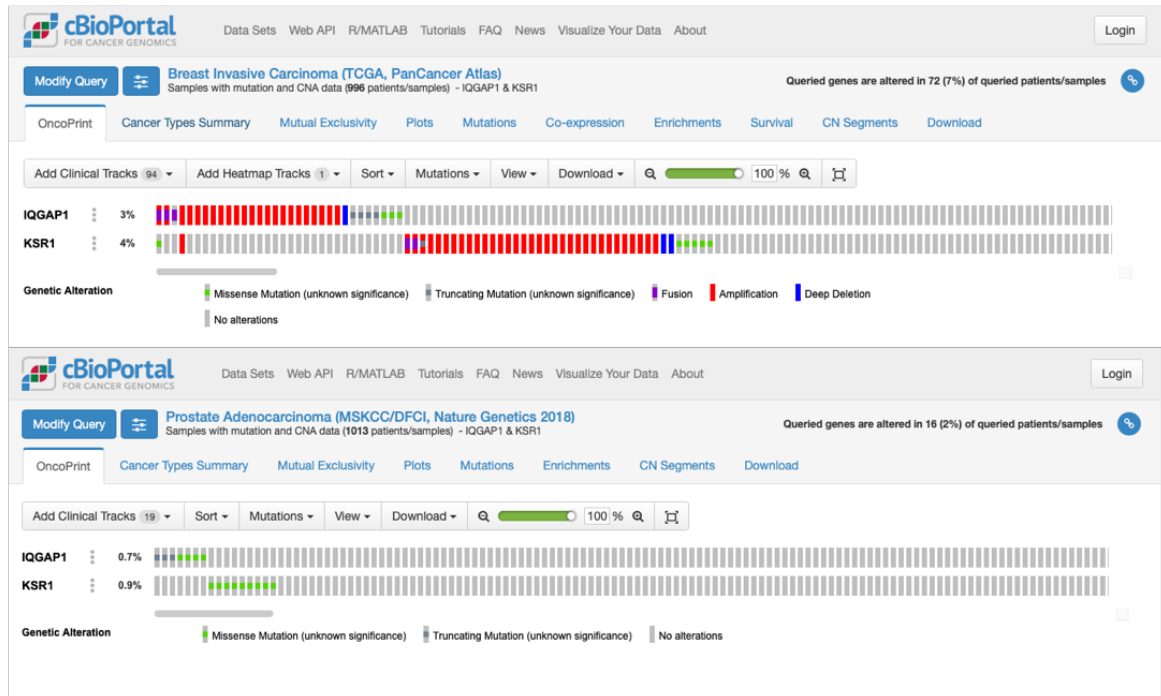 cBioPortal
FOR CANCER GENOMICS
Data Sets Web API R/MATLAB Tutorials FAQ News Visualize Your Data About
Login
Modify Query
Breast Invasive Carcinoma (TCGA, PanCancer Atlas)
Samples with mutation and CNA data (996 patients/samples) - IQGAP1 & KSR1
Queried genes are altered in 72 (7%) of queried patients/samples
OncoPrint Cancer Types Summary Mutual Exclusivity Plots Mutations Co-expression Enrichments Survival CN Segments Download
Add Clinical Tracks 94 Add Heatmap Tracks 1 Sort Mutations View Download 100 %
IQGAP1 3%
KSR1 4%
Genetic Alteration Missense Mutation (unknown significance) Truncating Mutation (unknown significance) Fusion Amplification Deep Deletion
No alterations
cBioPortal
FOR CANCER GENOMICS
Data Sets Web API R/MATLAB Tutorials FAQ News Visualize Your Data About
Login
Modify Query
Prostate Adenocarcinoma (MSKCC/DFCI, Nature Genetics 2018)
Samples with mutation and CNA data (1013 patients/samples) - IQGAP1 & KSR1
Queried genes are altered in 16 (2%) of queried patients/samples
OncoPrint Cancer Types Summary Mutual Exclusivity Plots Mutations Enrichments CN Segments Download
Add Clinical Tracks 19 Sort Mutations View Download 100 %
IQGAP1 0.7%
KSR1 0.9%
Genetic Alteration Missense Mutation (unknown significance) Truncating Mutation (unknown significance) No alterations